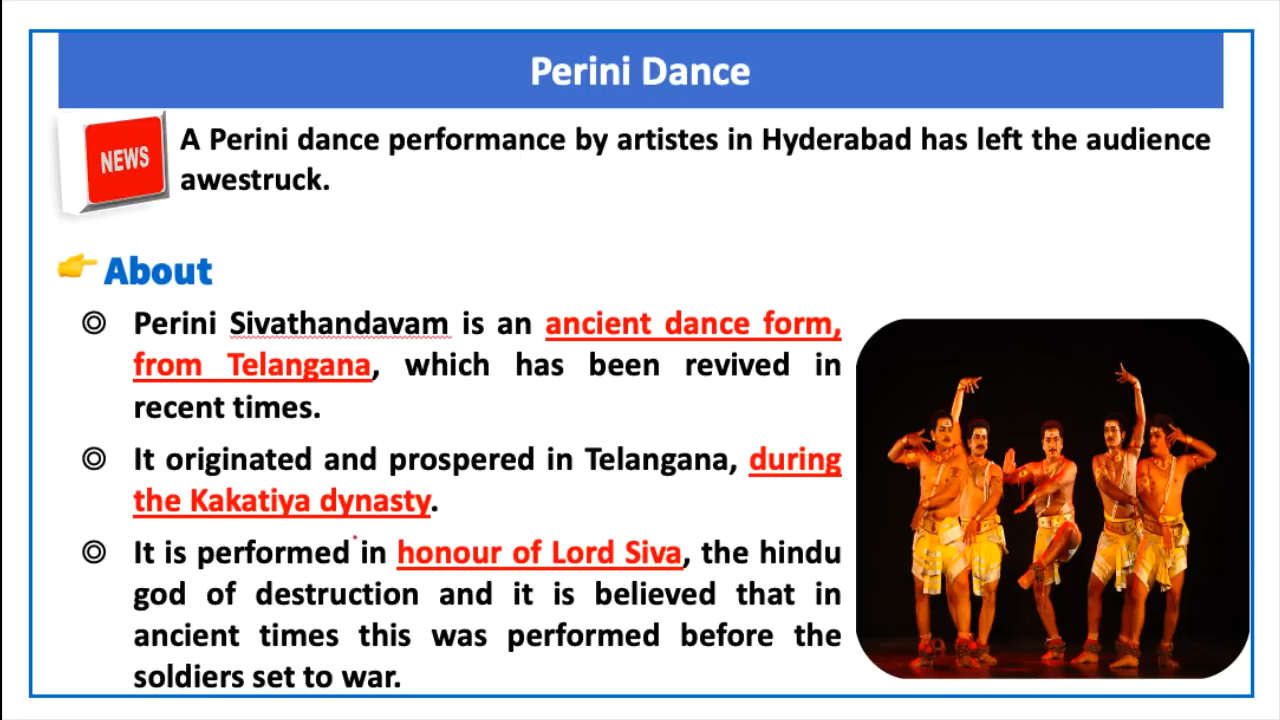 Perini Dance
NEWS
A Perini dance performance by artistes in Hyderabad has left the audience
awestruck.
About
Perini Sivathandavam is an ancient dance form,
from Telangana, which has been revived in
recent times.
It originated and prospered in Telangana, during
the Kakatiya dynasty.
It is performed in honour of Lord Siva, the hindu
god of destruction and it is believed that in
ancient times this was performed before the
soldiers set to war.